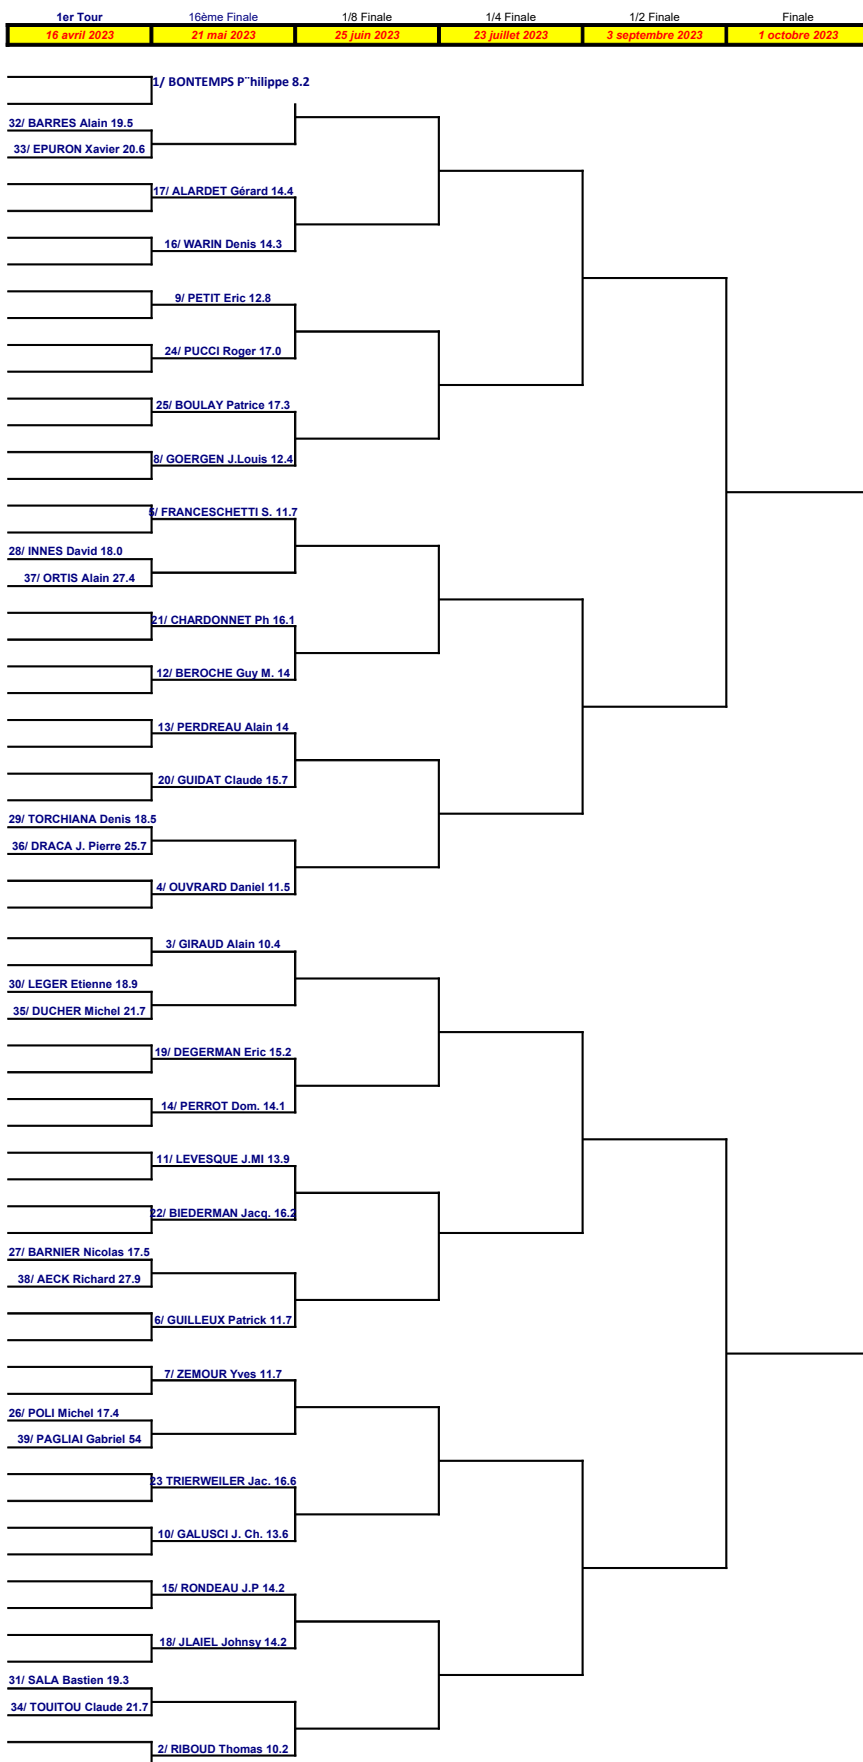 1er Tour 16ème Finale 1/8 Finale 1/4 Finale 1/2 Finale Finale
16 avril 2023 21 mai 2023 25 juin 2023 23 juillet 2023 3 septembre 2023 1 octobre 2023
1/ BONTEMPS P¨hilippe 8.2
32/ BARRES Alain 19.5
33/ EPURON Xavier 20.6
17/ ALARDET Gérard 14.4
16/ WARIN Denis 14.3
9/ PETIT Eric 12.8
24/ PUCCI Roger 17.0
25/ BOULAY Patrice 17.3
8/ GOERGEN J.Louis 12.4
5/ FRANCESCHETTI S. 11.7
28/ INNES David 18.0
37/ ORTIS Alain 27.4
21/ CHARDONNET Ph 16.1
12/ BEROCHE Guy M. 14
13/ PERDREAU Alain 14
20/ GUIDAT Claude 15.7
29/ TORCHIANA Denis 18.5
36/ DRACA J. Pierre 25.7
4/ OUVRARD Daniel 11.5
3/ GIRAUD Alain 10.4
30/ LEGER Etienne 18.9
35/ DUCHER Michel 21.7
19/ DEGERMAN Eric 15.2
14/ PERROT Dom. 14.1
11/ LEVESQUE J.MI 13.9
22/ BIEDERMAN Jacq. 16.2
27/ BARNIER Nicolas 17.5
38/ AECK Richard 27.9
6/ GUILLEUX Patrick 11.7
7/ ZEMOUR Yves 11.7
26/ POLI Michel 17.4
39/ PAGLIAI Gabriel 54
23 TRIERWEILER Jac. 16.6
10/ GALUSCI J. Ch. 13.6
15/ RONDEAU J.P 14.2
18/ JLAIEL Johnsy 14.2
31/ SALA Bastien 19.3
34/ TOUITOU Claude 21.7
2/ RIBOUD Thomas 10.2